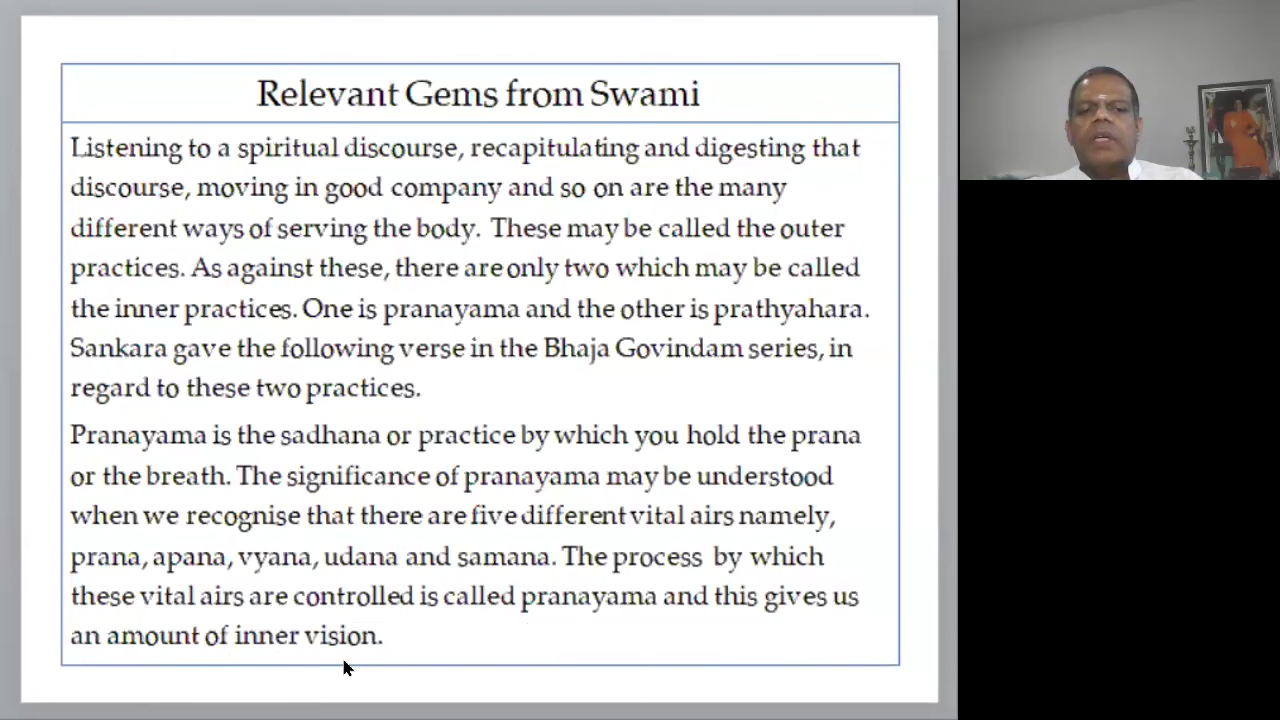 Relevant Gems from Swami
Listening to a spiritual discourse, recapitulating and digesting that
discourse, moving in good company and so on are the many
different ways of serving the body. These may be called the outer
practices. As against these, there are only two which may be called
the inner practices. One is pranayama and the other is prathyahara.
Sankara gave the following verse in the Bhaja Govindam series, in
regard to these two practices.
Pranayama is the sadhana or practice by which you hold the prana
or the breath. The significance of pranayama may be understood
when we recognise that there are five different vital airs namely,
prana, apana, vyana, udana and samana. The process by which
these vital airs are controlled is called pranayama and this gives us
an amount of inner vision.